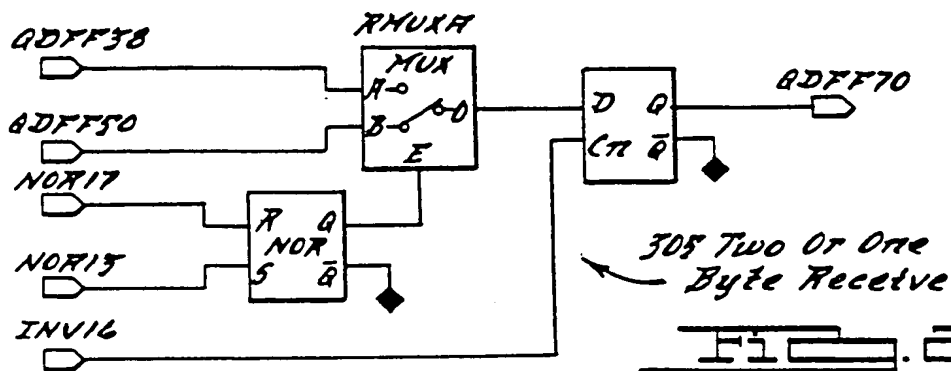 RMUXA
QDFF38
MUX
A
B
O
E
QDFF50
D Q
Cn Q̅
QDFF70
NOR17
R Q
NOR
S Q̅
NOR15
INV16
305 Two Or One
Byte Receive